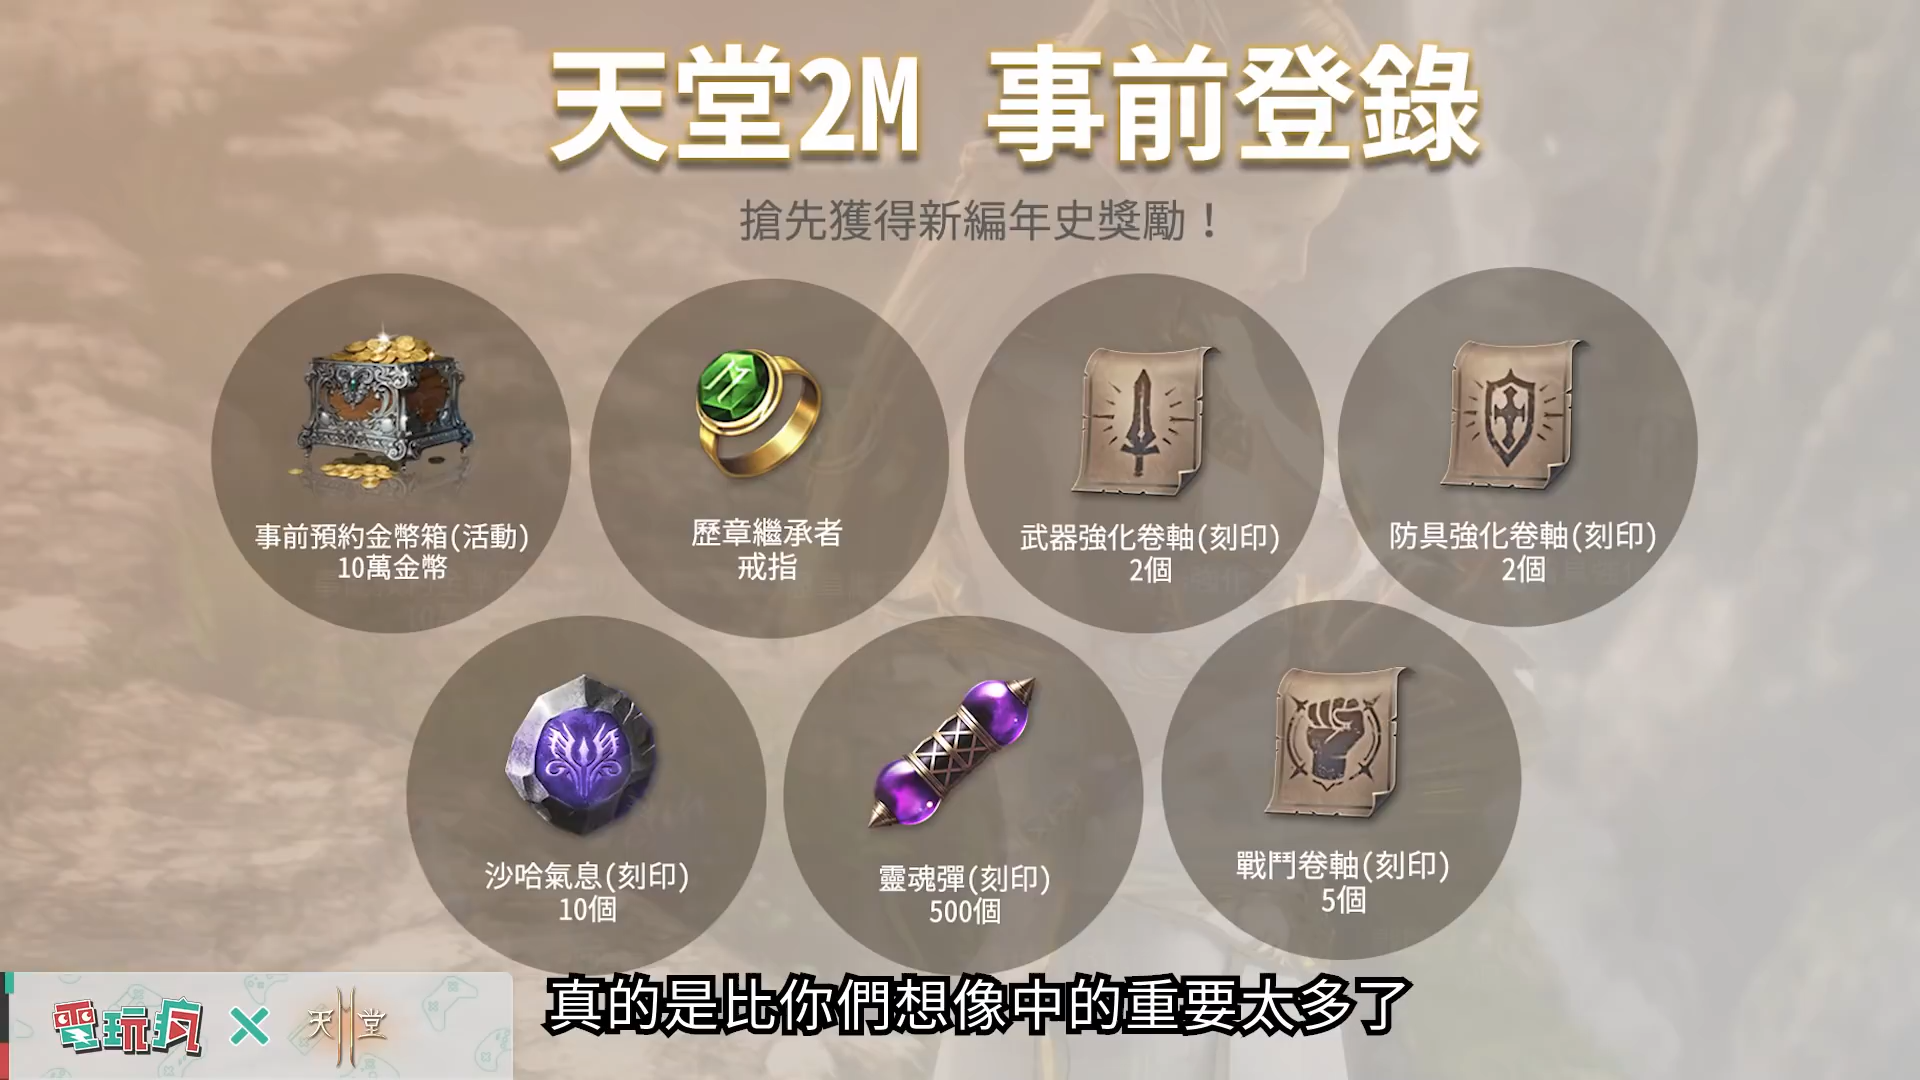 天堂2M 事前登錄
搶先獲得新編年史獎勵！
事前預約金幣箱(活動)
10萬金幣
歷章繼承者
戒指
武器強化卷軸(刻印)
2個
防具強化卷軸(刻印)
2個
沙哈氣息(刻印)
10個
靈魂彈(刻印)
500個
戰鬥卷軸(刻印)
5個
真的是比你們想像中的重要太多了
電玩瘋 × 天II堂